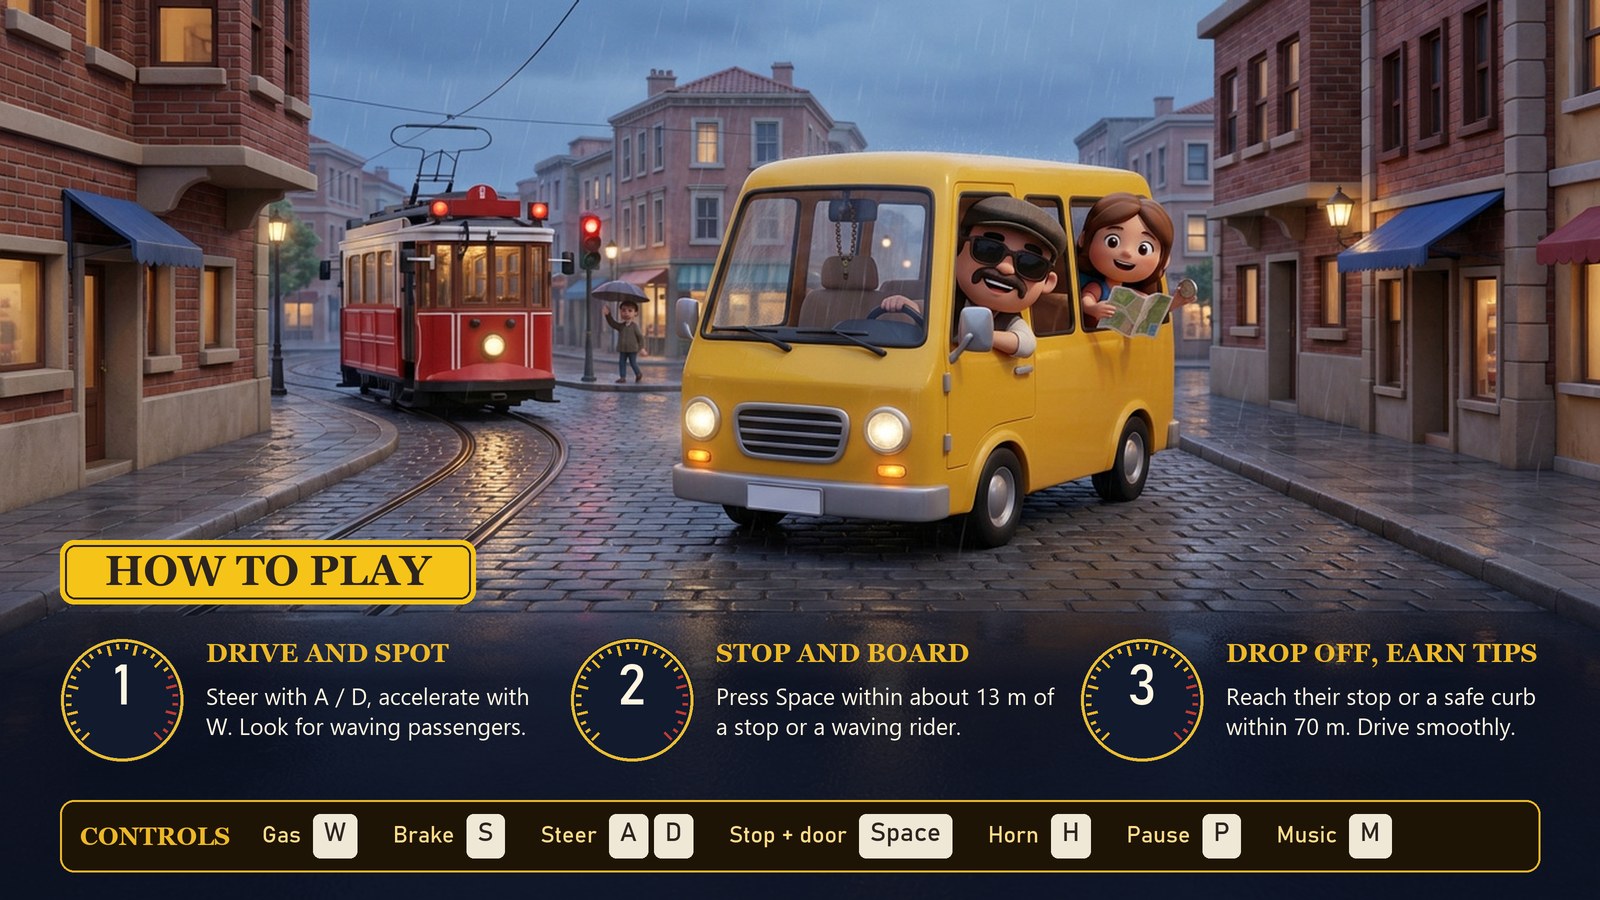 HOW TO PLAY
1
DRIVE AND SPOT
Steer with A / D, accelerate with
W. Look for waving passengers.
2
STOP AND BOARD
Press Space within about 13 m of
a stop or a waving rider.
3
DROP OFF, EARN TIPS
Reach their stop or a safe curb
within 70 m. Drive smoothly.
CONTROLS Gas W Brake S Steer A D Stop + door Space Horn H Pause P Music M